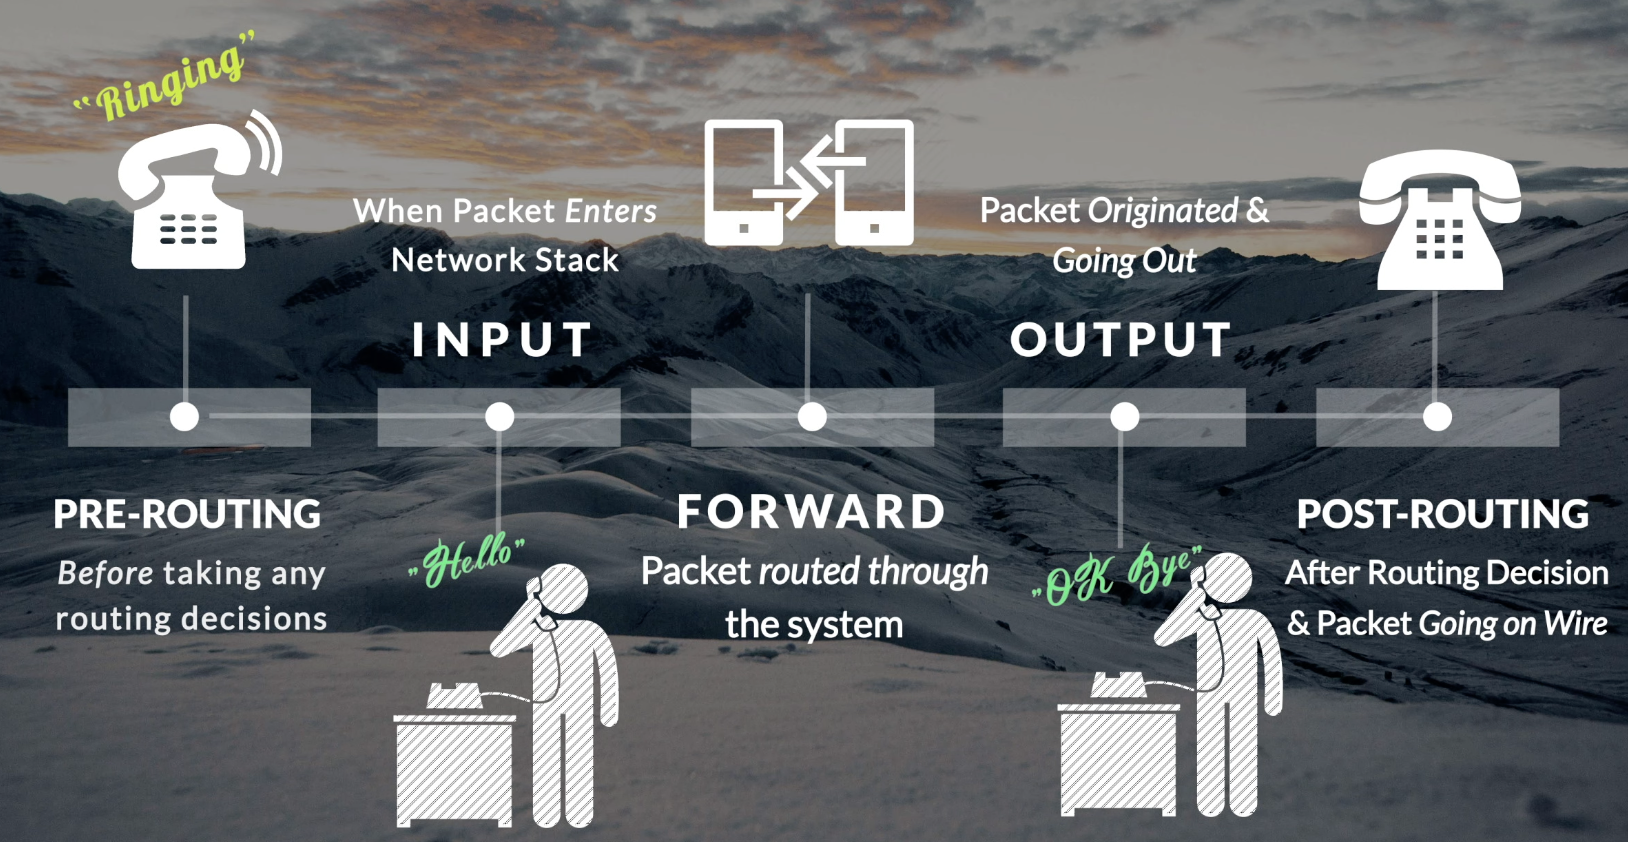 “Ringing”
When Packet Enters
Network Stack
INPUT
Packet Originated &
Going Out
OUTPUT
PRE-ROUTING
Before taking any
routing decisions
"Hello"
FORWARD
Packet routed through
the system
"OK Bye"
POST-ROUTING
After Routing Decision
& Packet Going on Wire